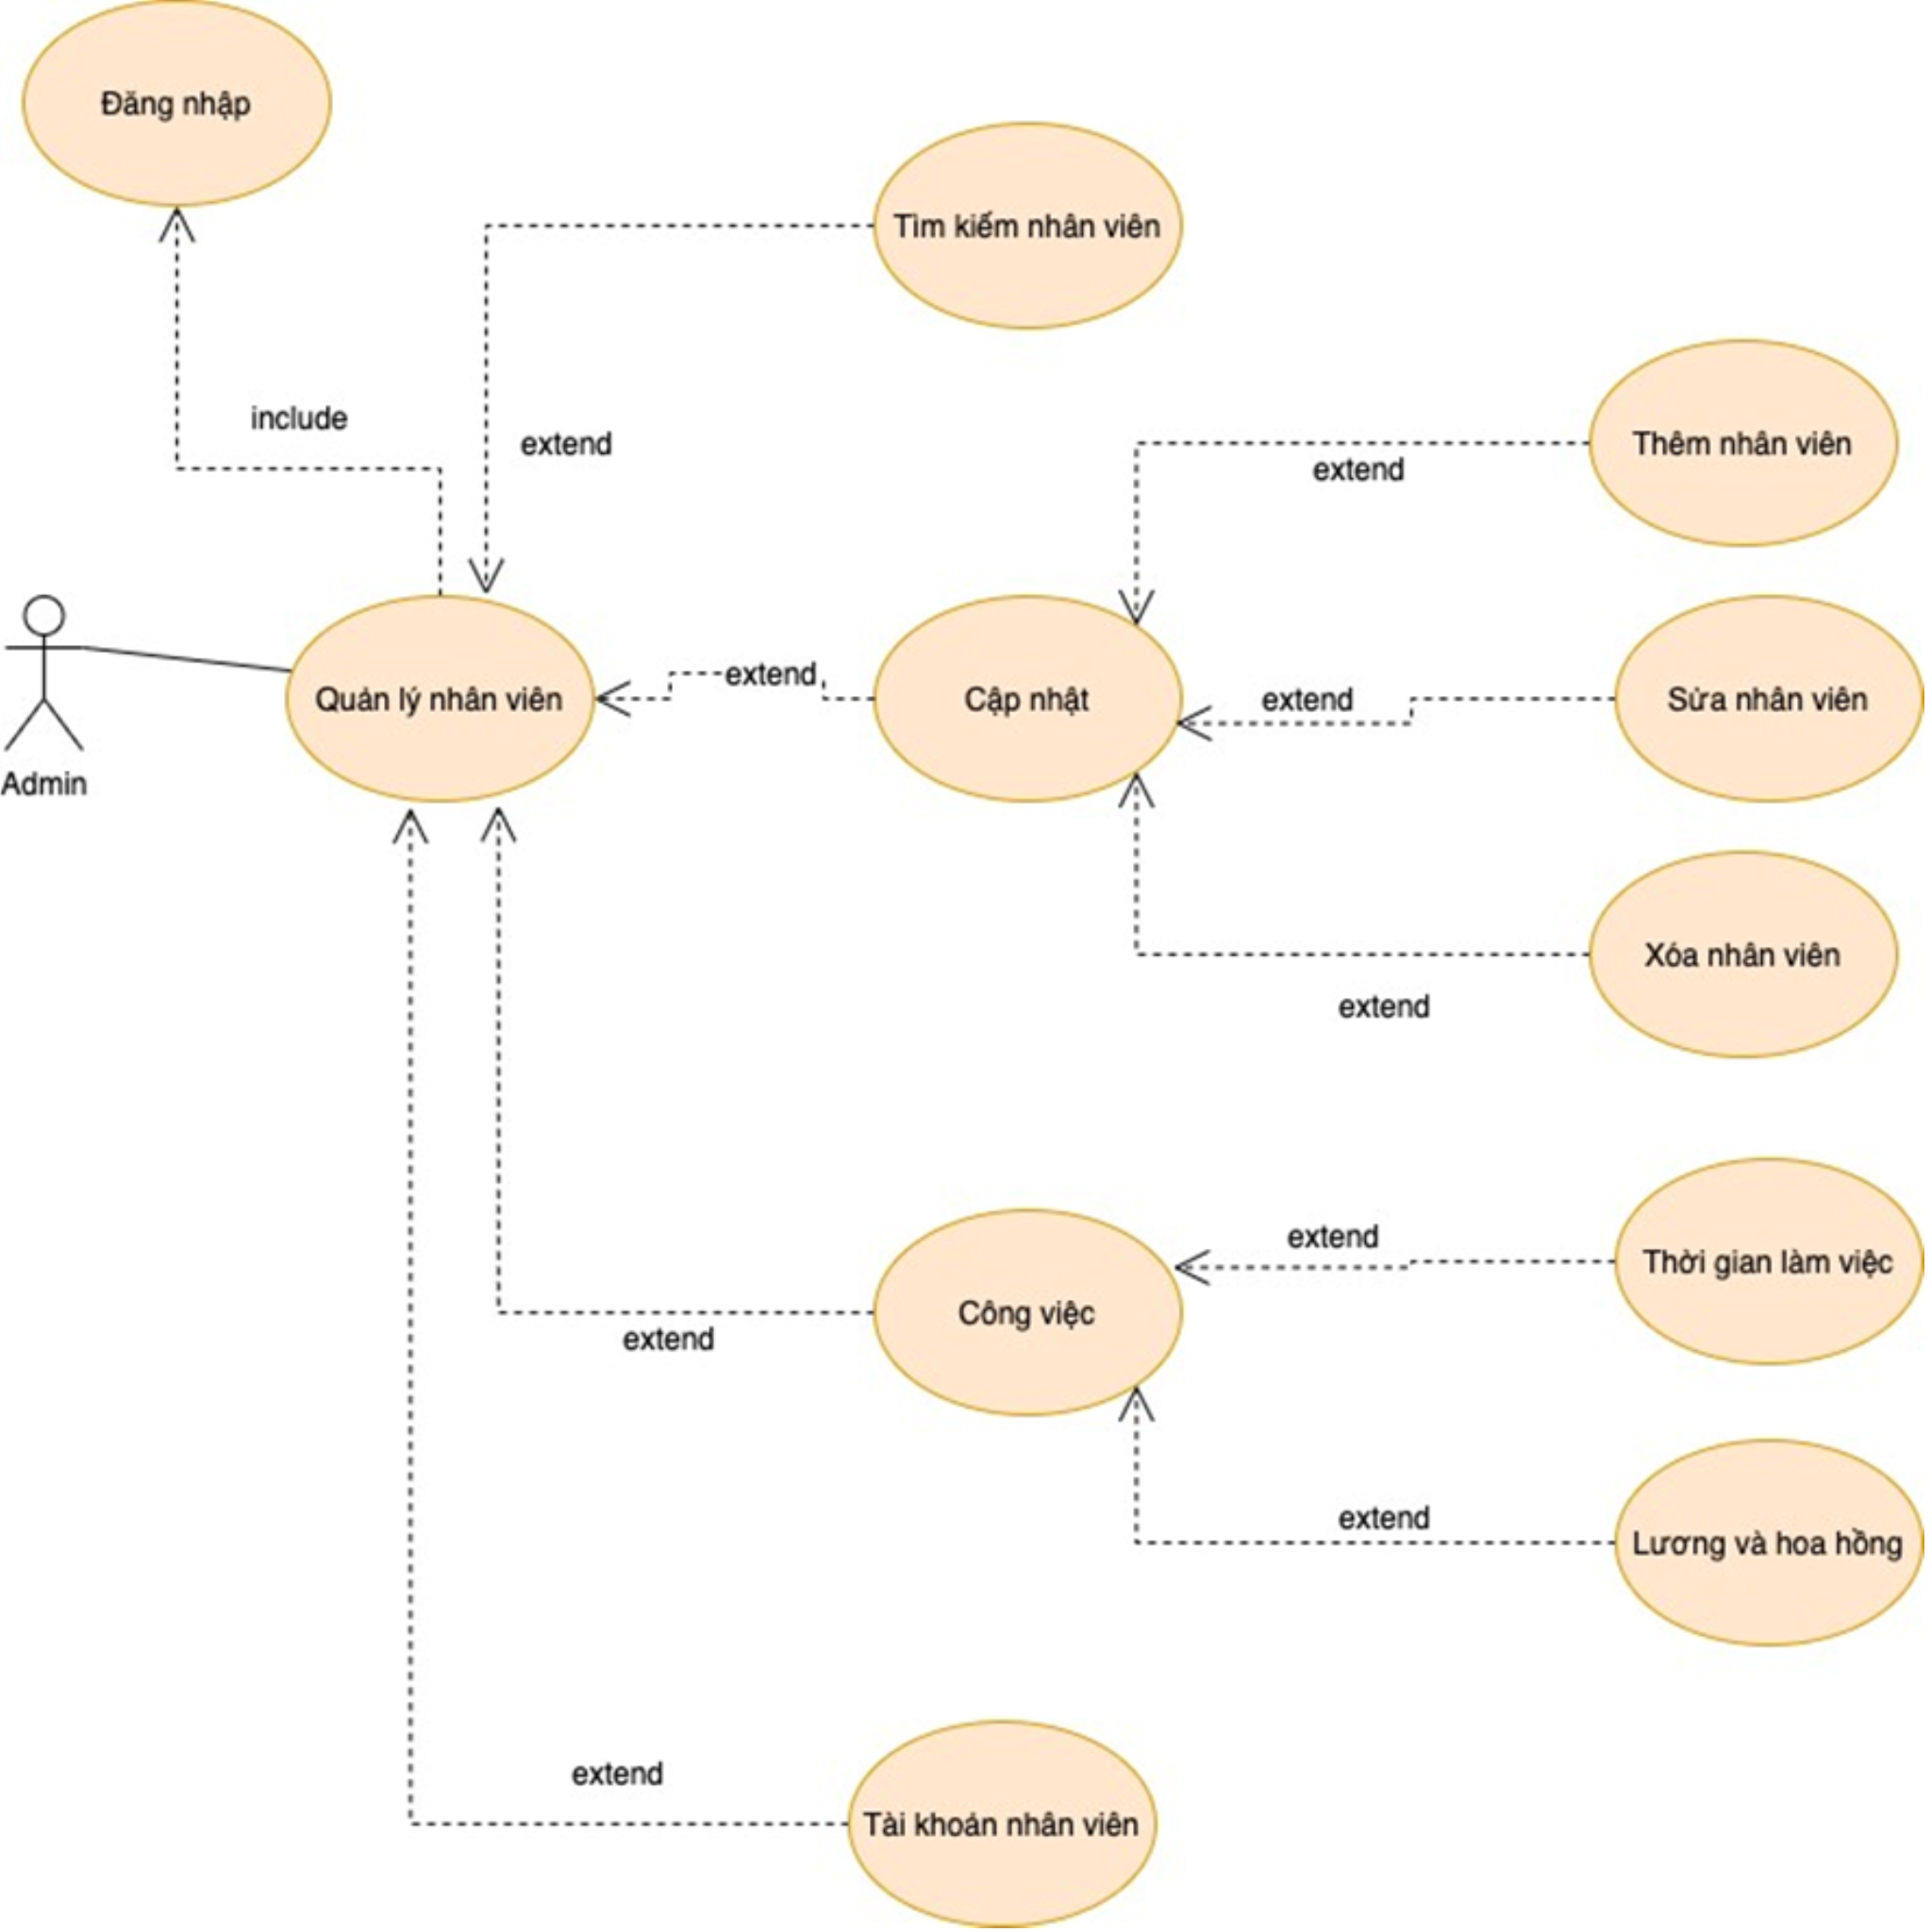 Đăng nhập
Tìm kiếm nhân viên
include
extend
Thêm nhân viên
extend
Admin
Quản lý nhân viên
extend
Cập nhật
extend
Sửa nhân viên
Xóa nhân viên
extend
extend
Thời gian làm việc
Công việc
extend
extend
Lương và hoa hồng
extend
Tài khoản nhân viên